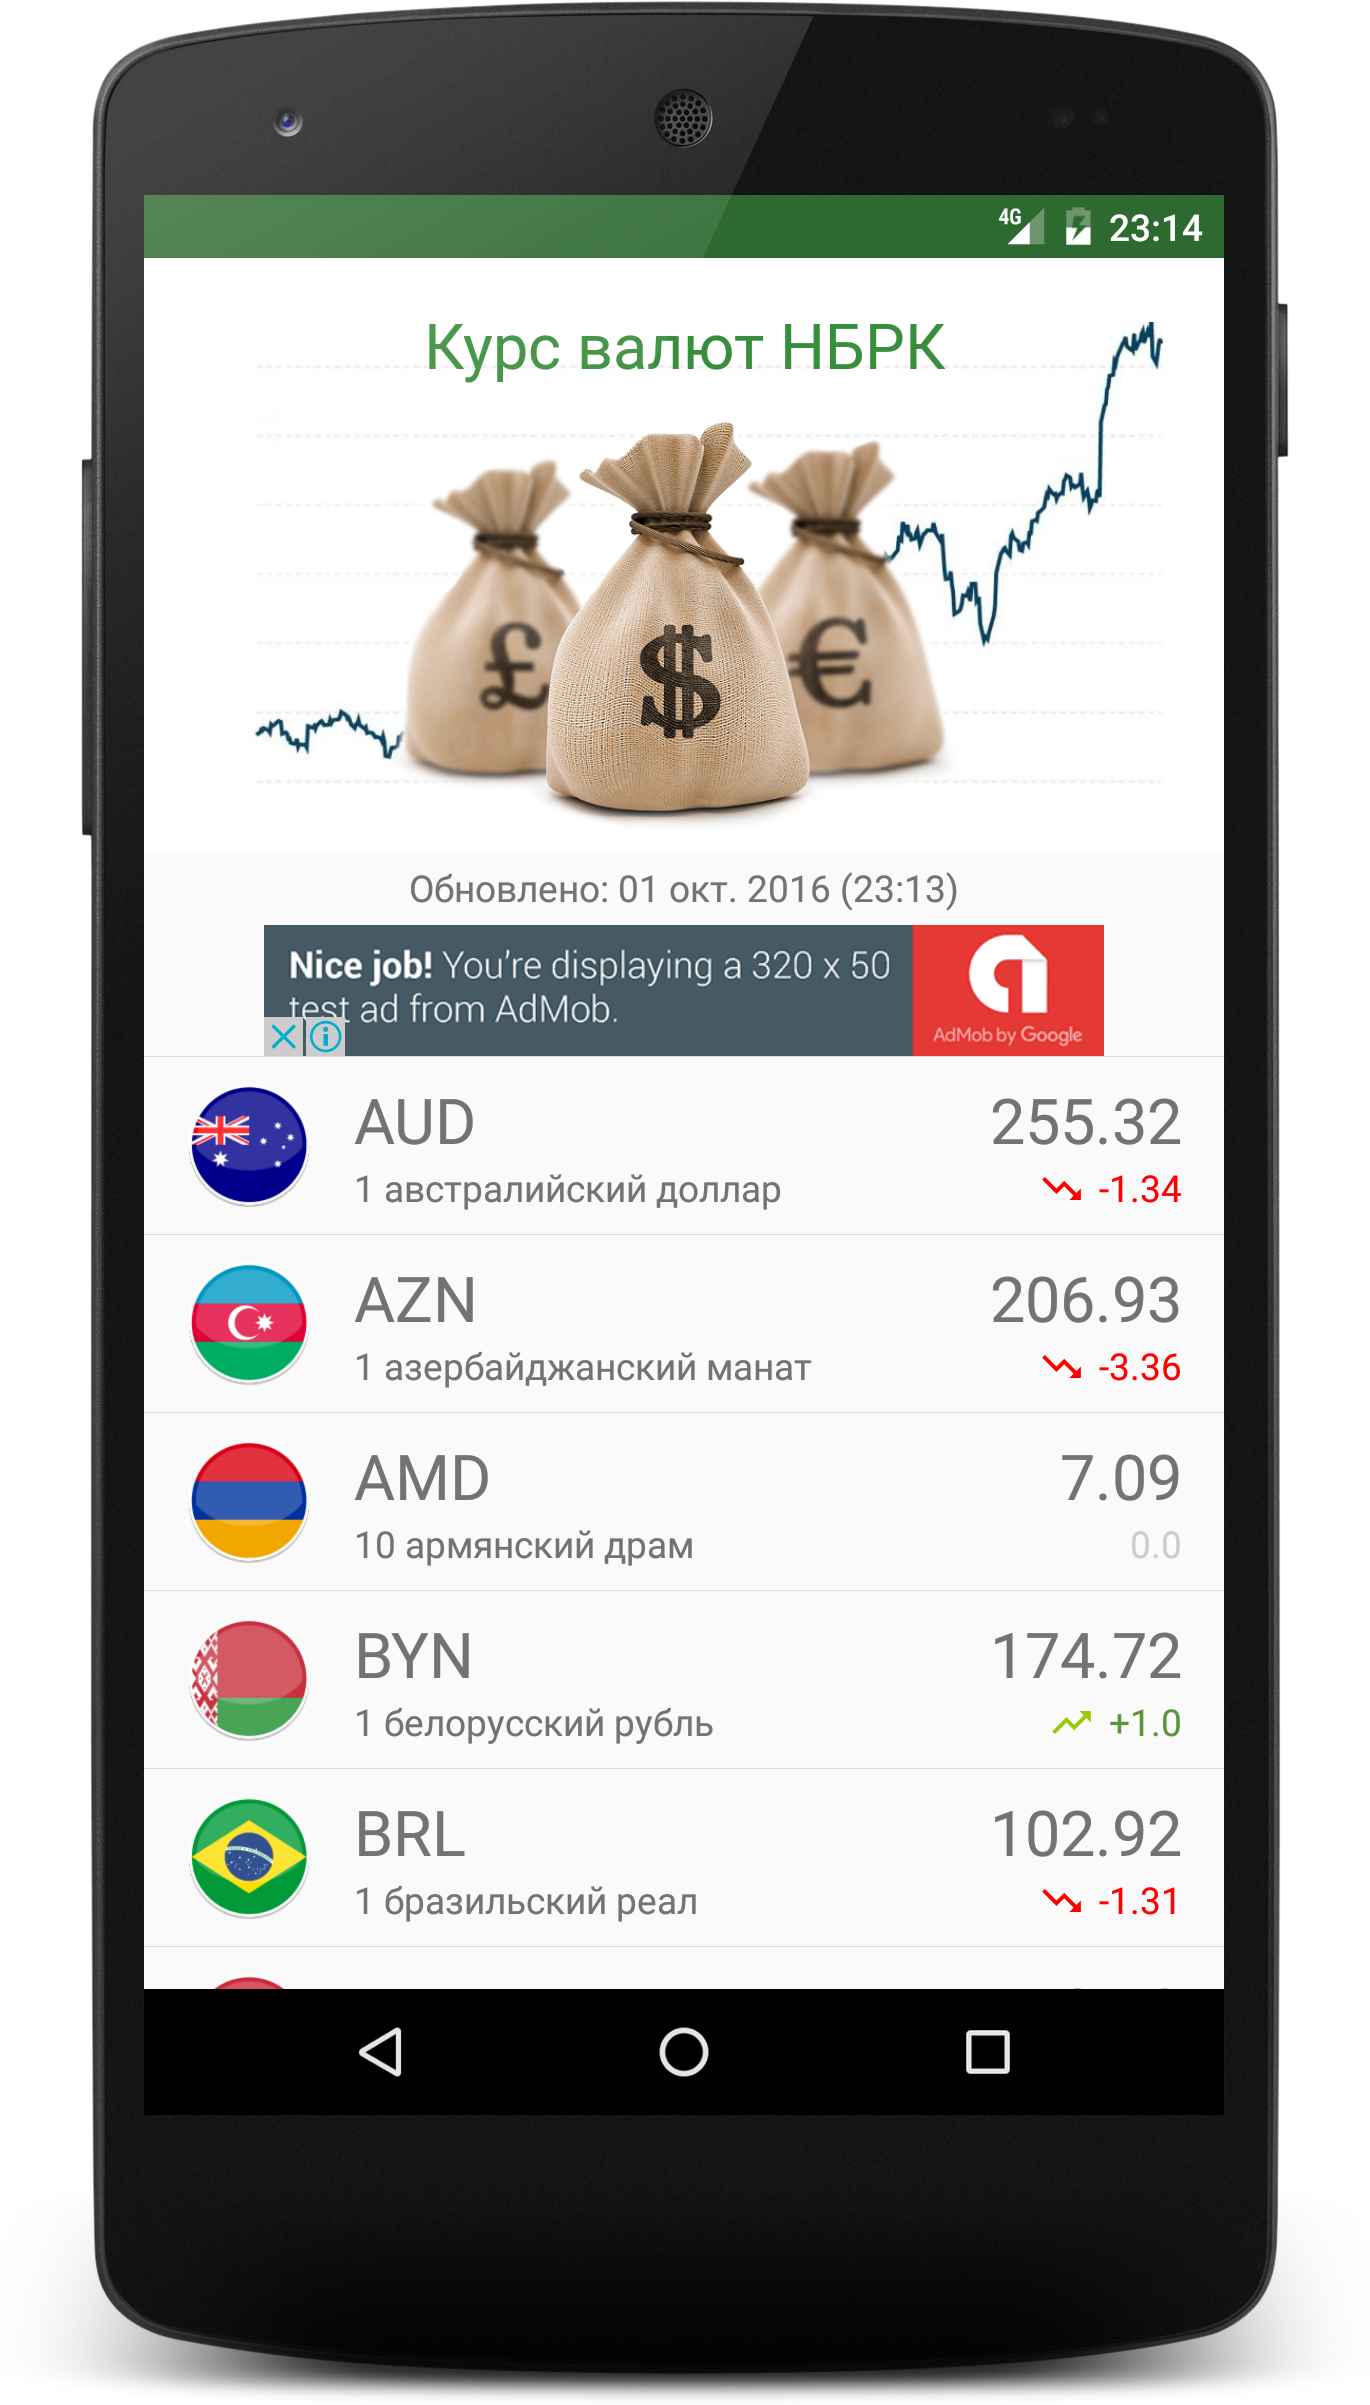 4G 23:14
Курс валют НБРК
£ $ €
Обновлено: 01 окт. 2016 (23:13)
Nice job! You're displaying a 320 x 50
test ad from AdMob.
AdMob by Google
AUD 255.32
1 австралийский доллар -1.34
AZN 206.93
1 азербайджанский манат -3.36
AMD 7.09
10 армянский драм 0.0
BYN 174.72
1 белорусский рубль +1.0
BRL 102.92
1 бразильский реал -1.31